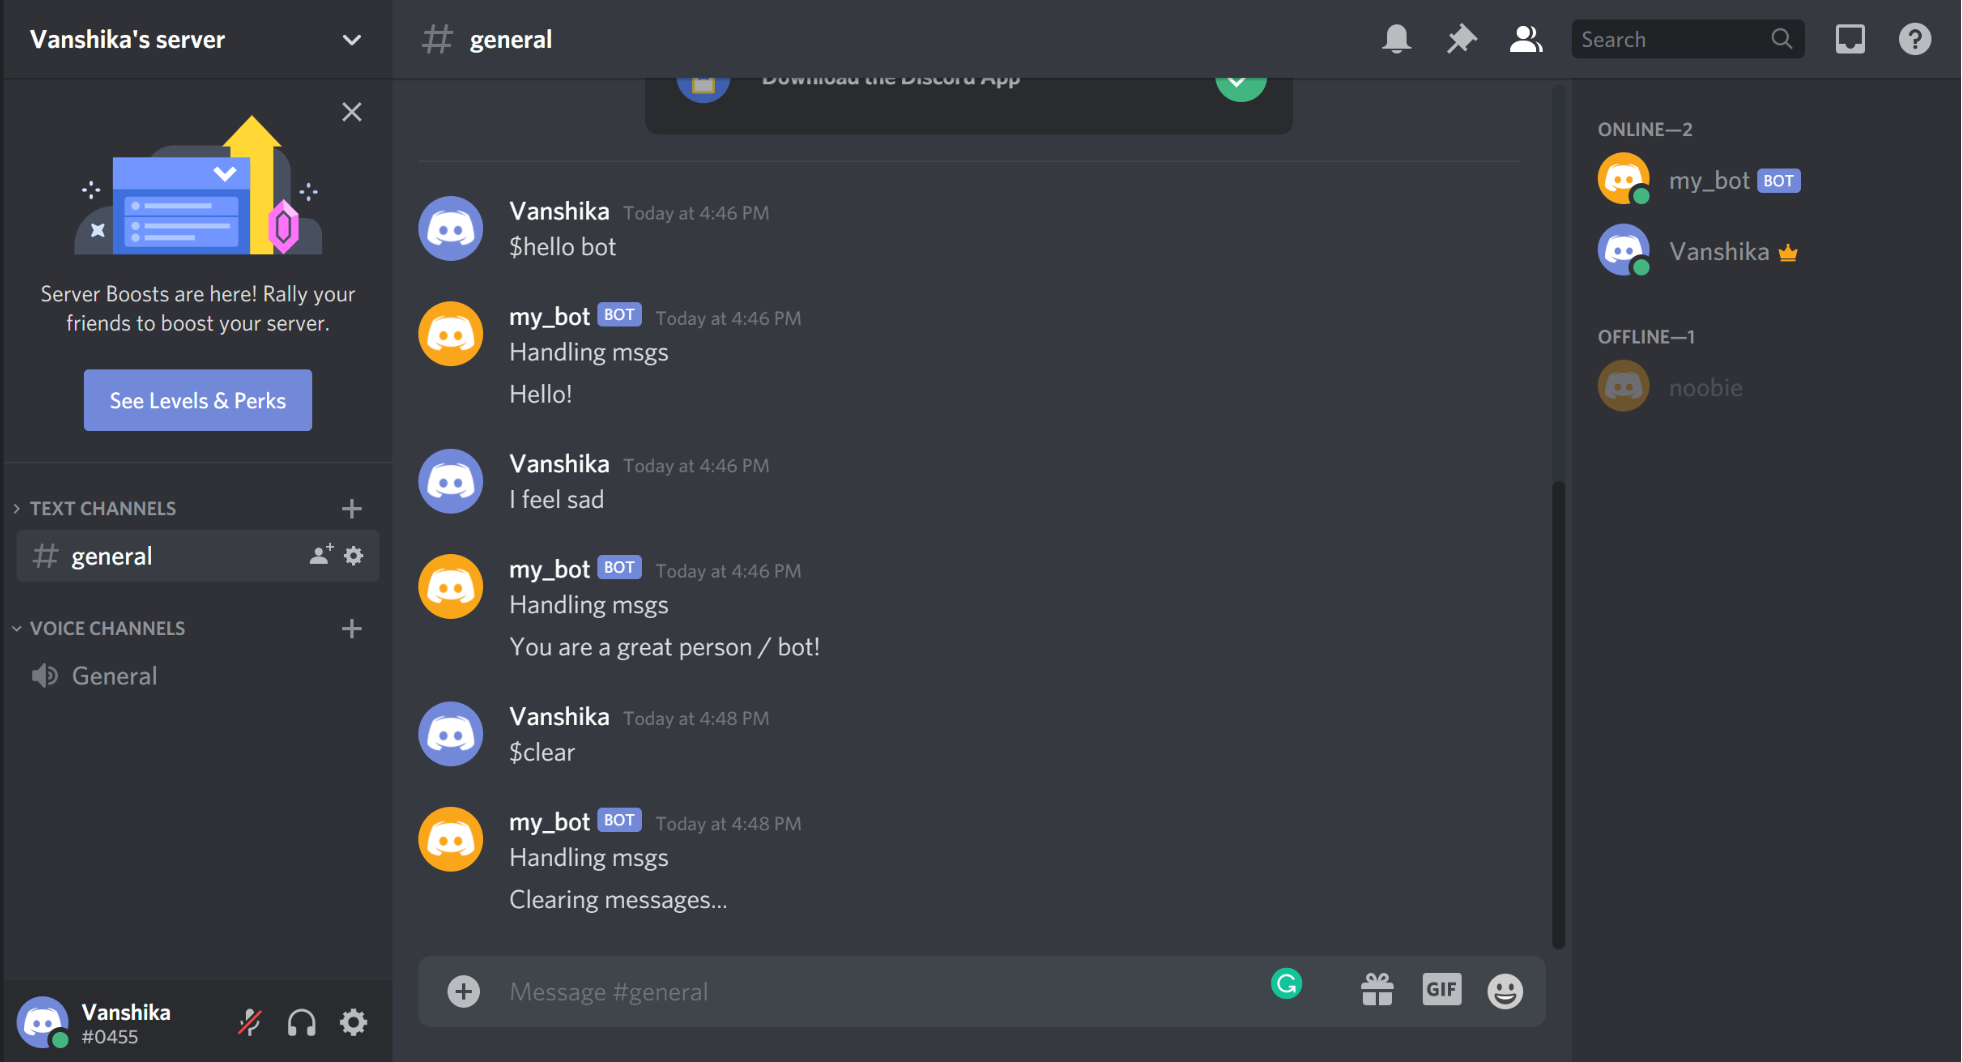 Vanshika's server
general
Search
Download the Discord App
Server Boosts are here! Rally your
friends to boost your server.
See Levels & Perks
TEXT CHANNELS
general
VOICE CHANNELS
General
Vanshika
#0455
Vanshika Today at 4:46 PM
$hello bot
my_bot BOT Today at 4:46 PM
Handling msgs
Hello!
Vanshika Today at 4:46 PM
I feel sad
my_bot BOT Today at 4:46 PM
Handling msgs
You are a great person / bot!
Vanshika Today at 4:48 PM
$clear
my_bot BOT Today at 4:48 PM
Handling msgs
Clearing messages...
Message #general
GIF
ONLINE—2
my_bot BOT
Vanshika
OFFLINE—1
noobie